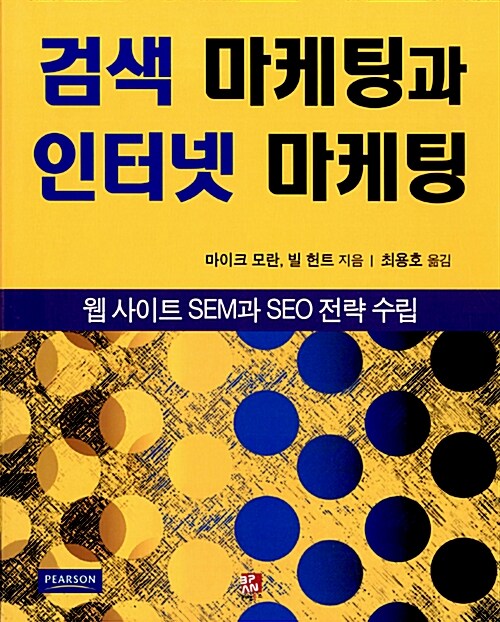 검색 마케팅과
인터넷 마케팅
마이크 모란, 빌 헌트 지음 | 최용호 옮김
웹 사이트 SEM과 SEO 전략 수립
PEARSON
BP
AN